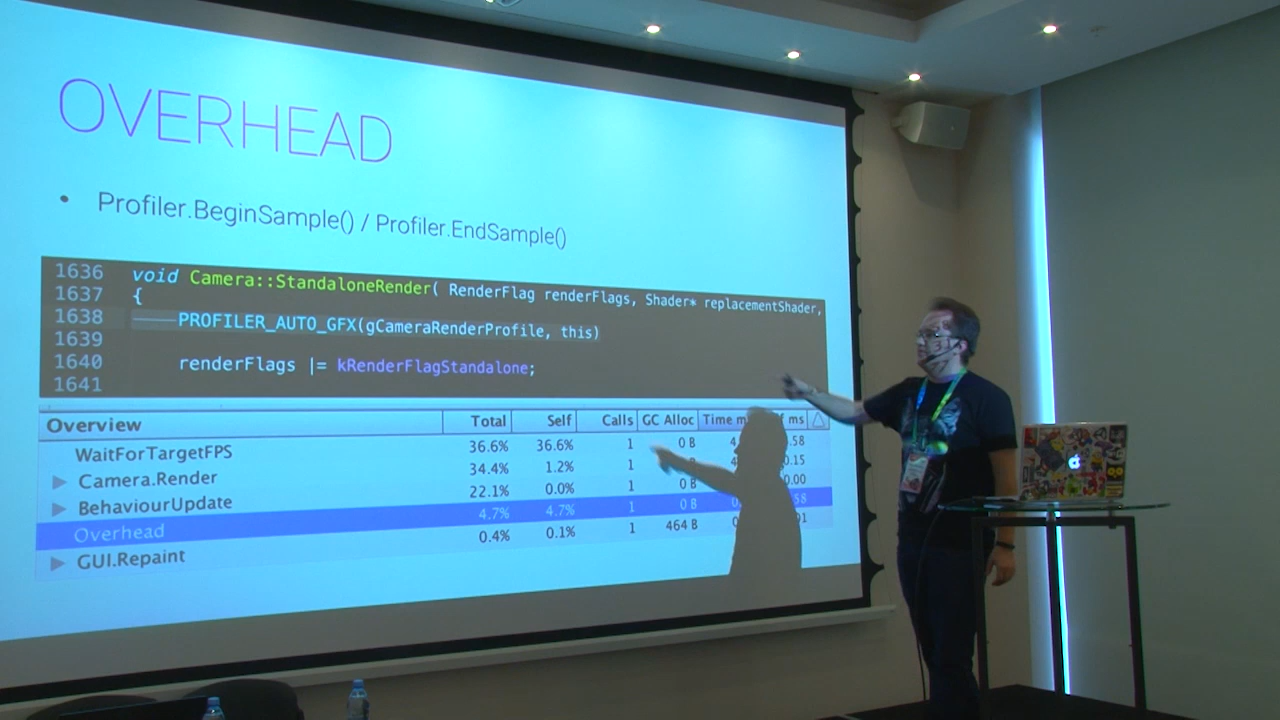 OVERHEAD
• Profiler.BeginSample() / Profiler.EndSample()
1636 void Camera::StandaloneRender( RenderFlag renderFlags, Shader* replacementShader,
1637 {
1638 PROFILER_AUTO_GFX(gCameraRenderProfile, this)
1639
1640 renderFlags |= kRenderFlagStandalone;
1641
Overview Total Self Calls GC Alloc Time ms
WaitForTargetFPS 36.6% 36.6% 1 0 B
Camera.Render 34.4% 1.2% 1 0 B
BehaviourUpdate 22.1% 0.0% 1 0 B
Overhead 4.7% 4.7% 1 0 B
GUI.Repaint 0.4% 0.1% 1 464 B